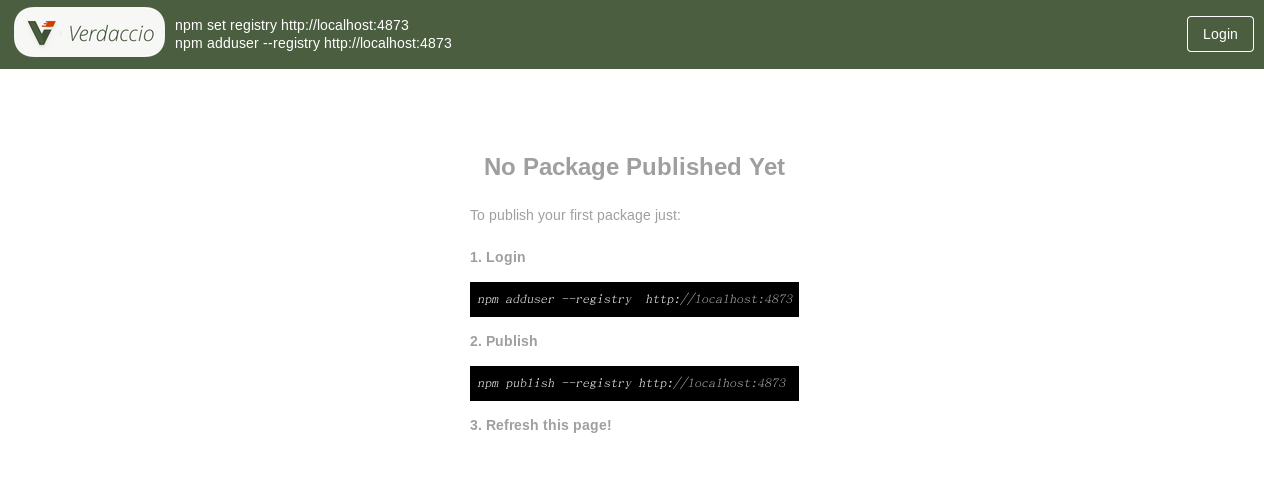 Verdaccio
npm set registry http://localhost:4873
npm adduser --registry http://localhost:4873
Login
No Package Published Yet
To publish your first package just:
1. Login
npm adduser --registry  http://localhost:4873
2. Publish
npm publish --registry http://localhost:4873
3. Refresh this page!